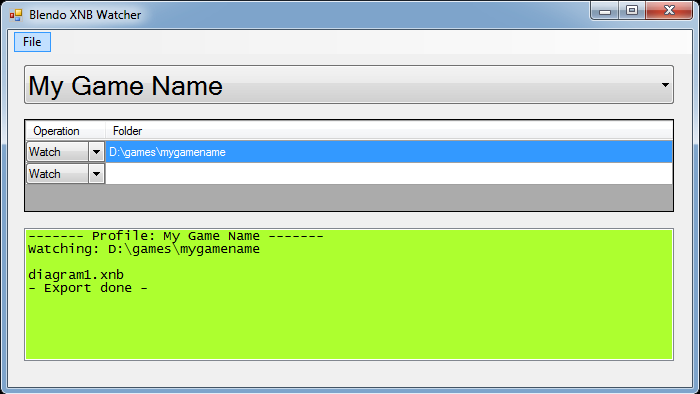 Blendo XNB Watcher
File
My Game Name
Operation Folder
Watch D:\games\mygamename
Watch
------- Profile: My Game Name -------
Watching: D:\games\mygamename
diagram1.xnb
- Export done -